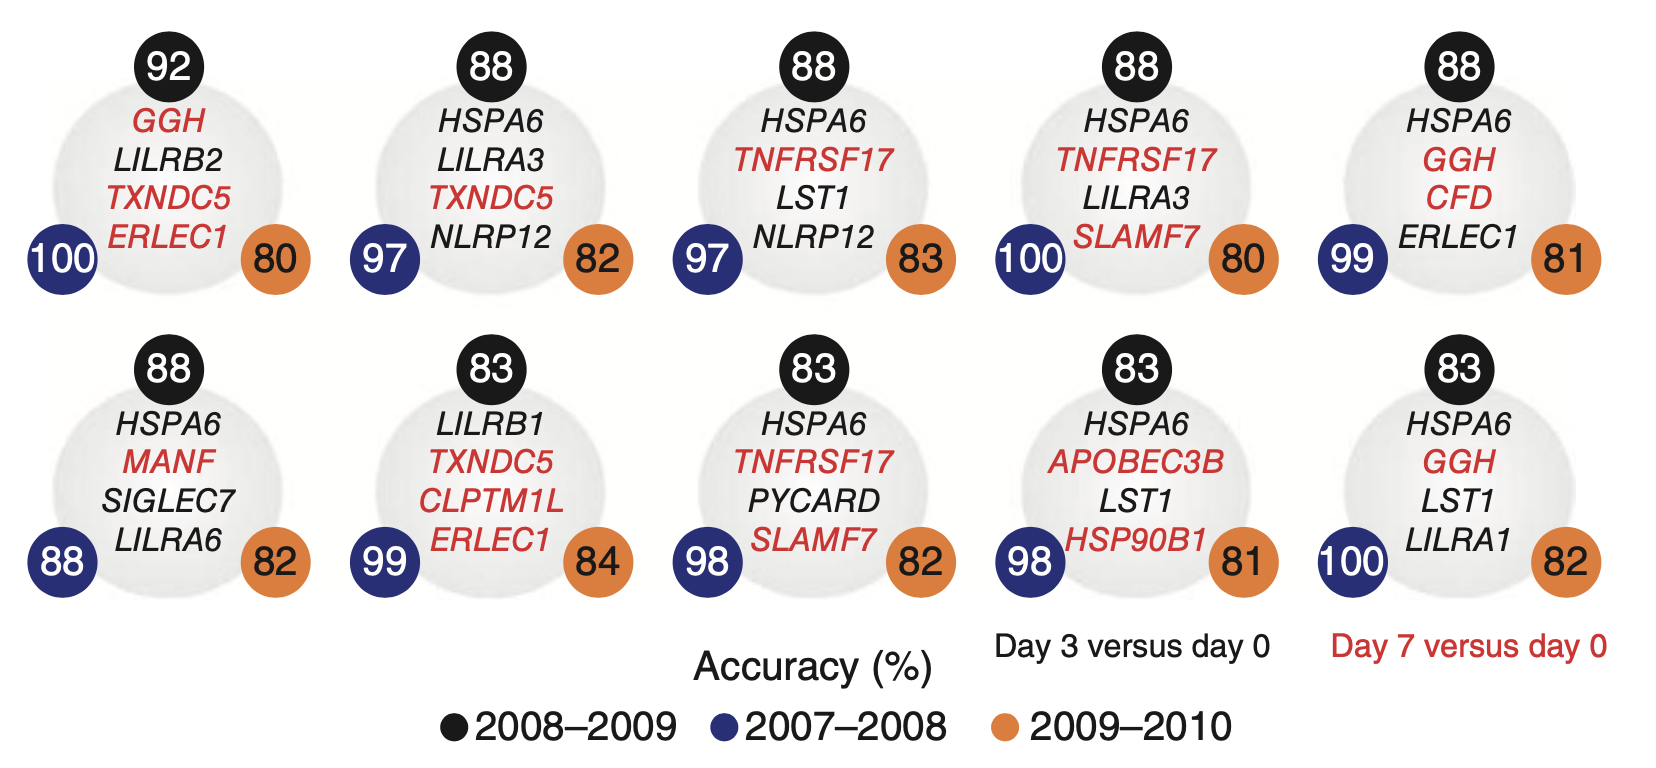 92
GGH
LILRB2
TXNDC5
ERLEC1
100
80
88
HSPA6
LILRA3
TXNDC5
NLRP12
97
82
88
HSPA6
TNFRSF17
LST1
NLRP12
97
83
88
HSPA6
TNFRSF17
LILRA3
SLAMF7
100
80
88
HSPA6
GGH
CFD
ERLEC1
99
81
88
HSPA6
MANF
SIGLEC7
LILRA6
88
82
83
LILRB1
TXNDC5
CLPTM1L
ERLEC1
99
84
83
HSPA6
TNFRSF17
PYCARD
SLAMF7
98
82
83
HSPA6
APOBEC3B
LST1
HSP90B1
98
81
83
HSPA6
GGH
LST1
LILRA1
100
82
Day 3 versus day 0
Day 7 versus day 0
Accuracy (%)
2008–2009
2007–2008
2009–2010